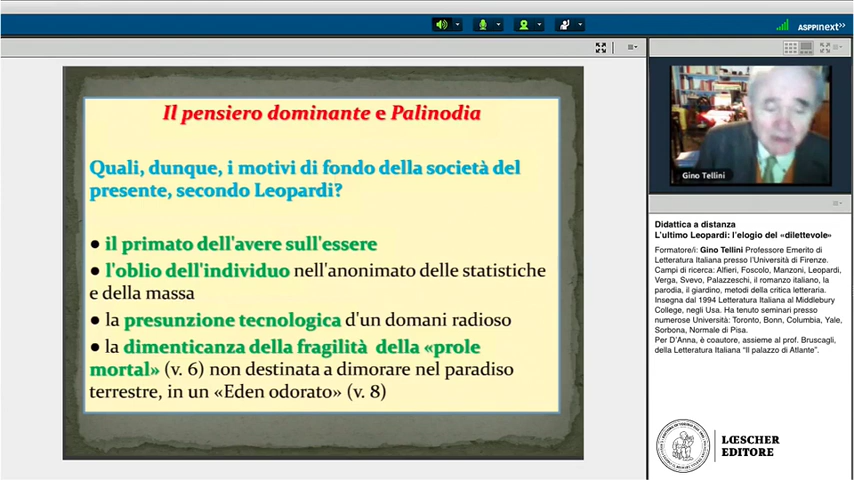 ASPPInext»
Il pensiero dominante e Palinodia
Quali, dunque, i motivi di fondo della società del
presente, secondo Leopardi?
● il primato dell'avere sull'essere
● l'oblio dell'individuo nell'anonimato delle statistiche
e della massa
● la presunzione tecnologica d'un domani radioso
● la dimenticanza della fragilità della «prole
mortal» (v. 6) non destinata a dimorare nel paradiso
terrestre, in un «Eden odorato» (v. 8)
Gino Tellini
Didattica a distanza
L'ultimo Leopardi: l'elogio del «dilettevole»
Formatore/i: Gino Tellini Professore Emerito di
Letteratura Italiana presso l'Università di Firenze.
Campi di ricerca: Alfieri, Foscolo, Manzoni, Leopardi,
Verga, Svevo, Palazzeschi, il romanzo italiano, la
parodia, il giardino, metodi della critica letteraria.
Insegna dal 1994 Letteratura Italiana al Middlebury
College, negli Usa. Ha tenuto seminari presso
numerose Università: Toronto, Bonn, Columbia, Yale,
Sorbona, Normale di Pisa.
Per D'Anna, è coautore, assieme al prof. Bruscagli,
della Letteratura Italiana "Il palazzo di Atlante".
LŒSCHER
EDITORE